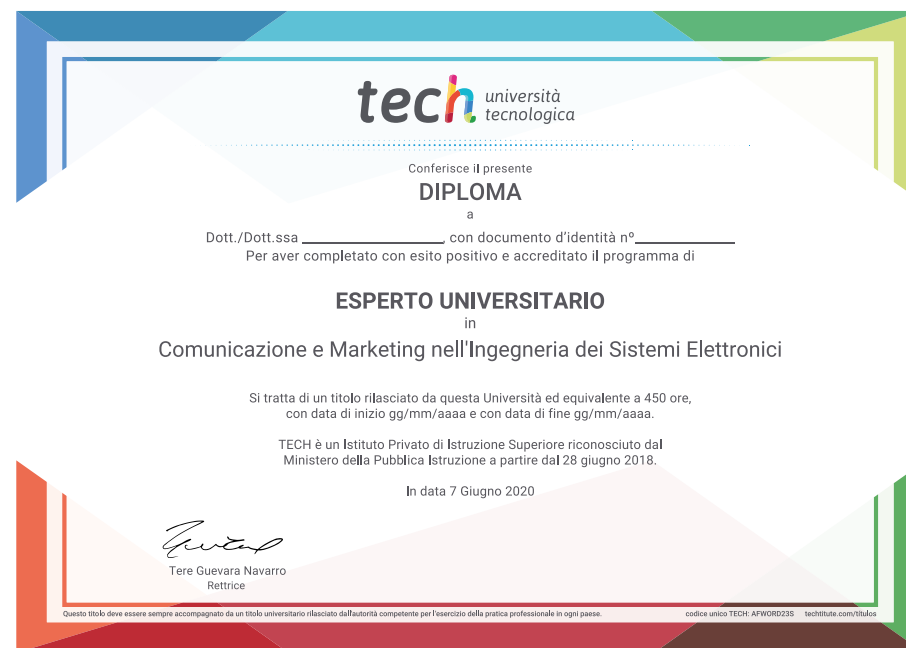 tech università
tecnologica
Conferisce il presente
DIPLOMA
a
Dott./Dott.ssa ________________, con documento d'identità nº____________
Per aver completato con esito positivo e accreditato il programma di
ESPERTO UNIVERSITARIO
in
Comunicazione e Marketing nell'Ingegneria dei Sistemi Elettronici
Si tratta di un titolo rilasciato da questa Università ed equivalente a 450 ore,
con data di inizio gg/mm/aaaa e con data di fine gg/mm/aaaa.
TECH è un Istituto Privato di Istruzione Superiore riconosciuto dal
Ministero della Pubblica Istruzione a partire dal 28 giugno 2018.
In data 7 Giugno 2020
Tere Guevara Navarro
Rettrice
Questo titolo deve essere sempre accompagnato da un titolo universitario rilasciato dall'autorità competente per l'esercizio della pratica professionale in ogni paese. codice unico TECH: AFWORD23S techtitute.com/titulos